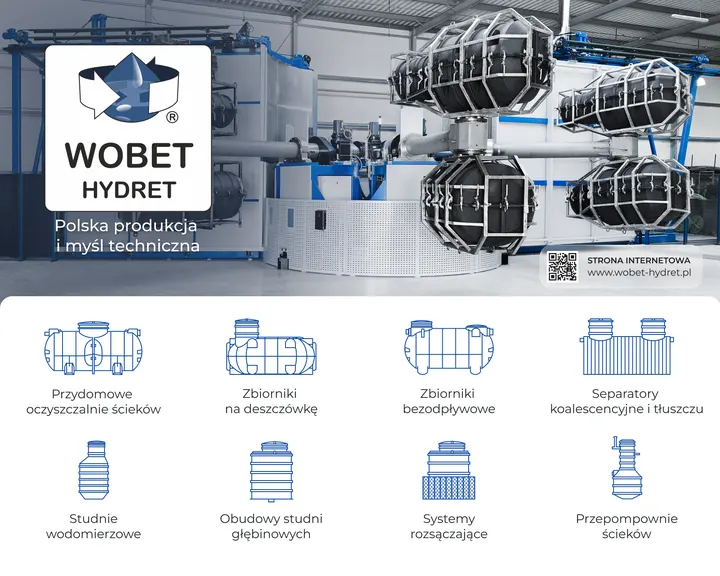 ®
WOBET
HYDRET
Polska produkcja
i myśl techniczna
STRONA INTERNETOWA
www.wobet-hydret.pl
Przydomowe
oczyszczalnie ścieków
Zbiorniki
na deszczówkę
Zbiorniki
bezodpływowe
Separatory
koalescencyjne i tłuszczu
Studnie
wodomierzowe
Obudowy studni
głębinowych
Systemy
rozsączające
Przepompownie
ścieków